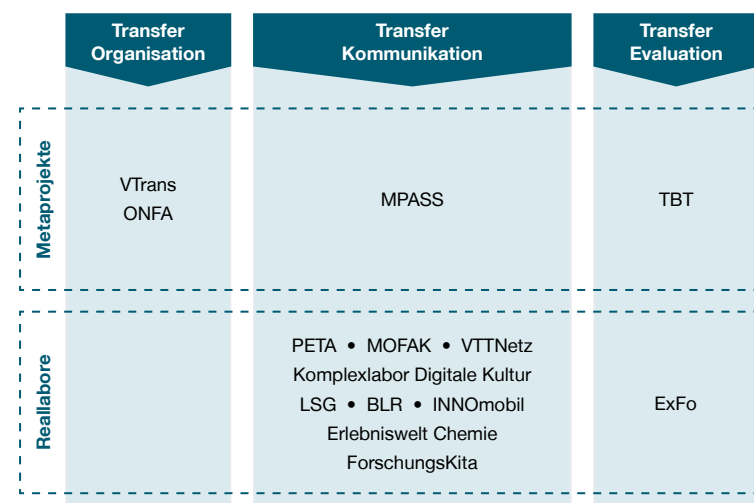 Transfer
Organisation
Transfer
Kommunikation
Transfer
Evaluation
Metaprojekte
VTrans
ONFA
MPASS
TBT
Reallabore
PETA • MOFAK • VTTNetz
Komplexlabor Digitale Kultur
LSG • BLR • INNOmobil
Erlebniswelt Chemie
ForschungsKita
ExFo